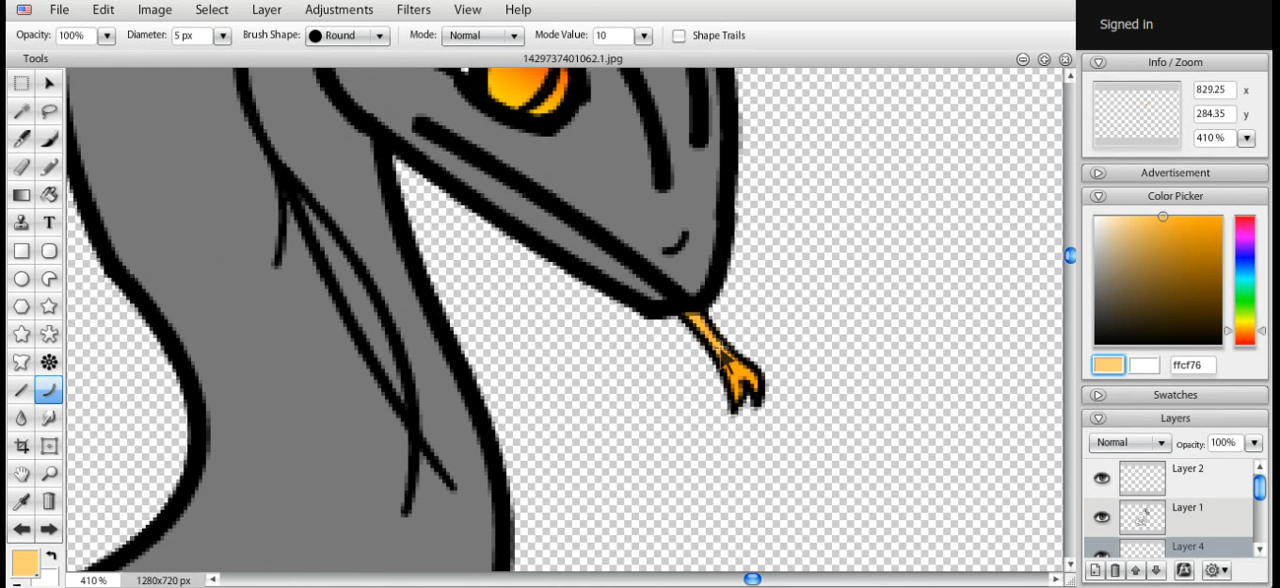 File Edit Image Select Layer Adjustments Filters View Help
Signed in
Opacity: 100% Diameter: 5 px Brush Shape: Round Mode: Normal Mode Value: 10 Shape Trails
Tools
1429737401062.1.jpg
Info / Zoom
829.25 x
284.35 y
410 %
Advertisement
Color Picker
ffcf76
Swatches
Layers
Normal Opacity: 100%
Layer 2
Layer 1
Layer 4
T
410 % 1280x720 px